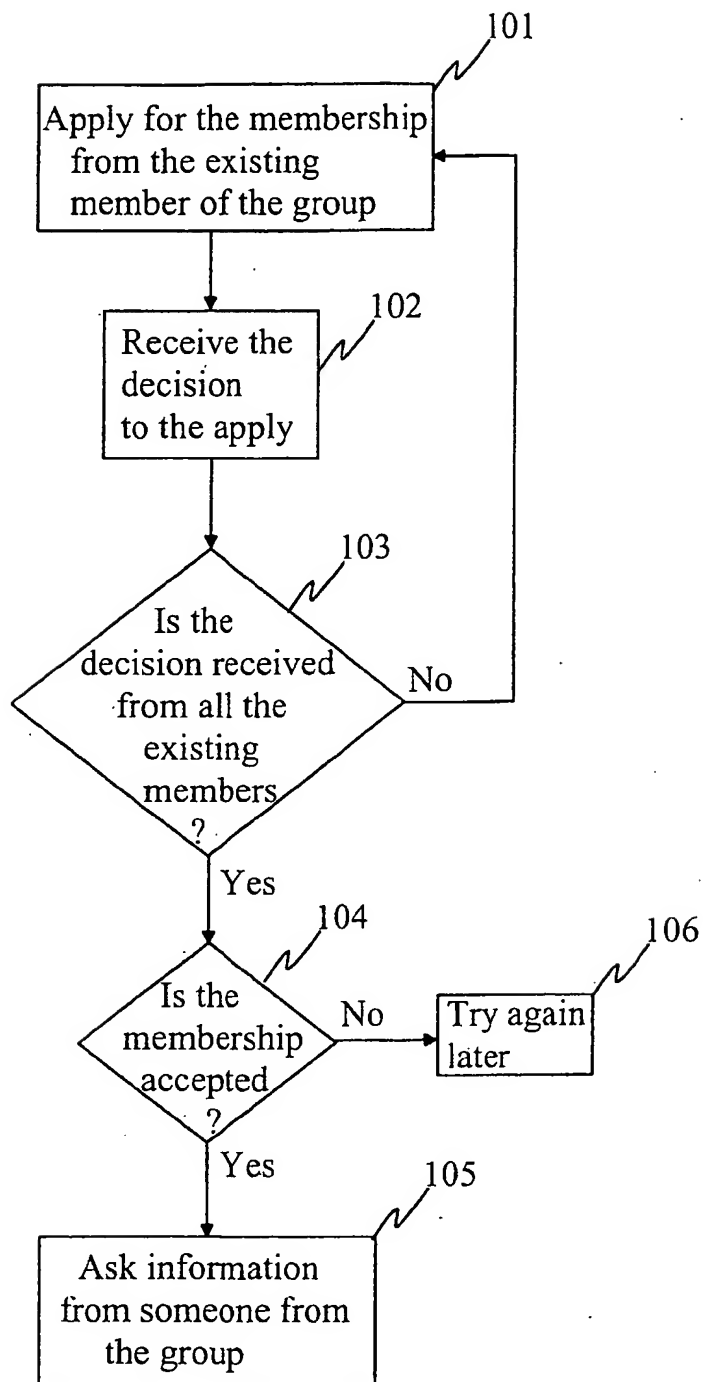 101
Apply for the membership
from the existing
member of the group
102
Receive the
decision
to the apply
103
Is the
decision received
from all the
existing
members
?
No
Yes
104
Is the
membership
accepted
?
No
106
Try again
later
Yes
105
Ask information
from someone from
the group